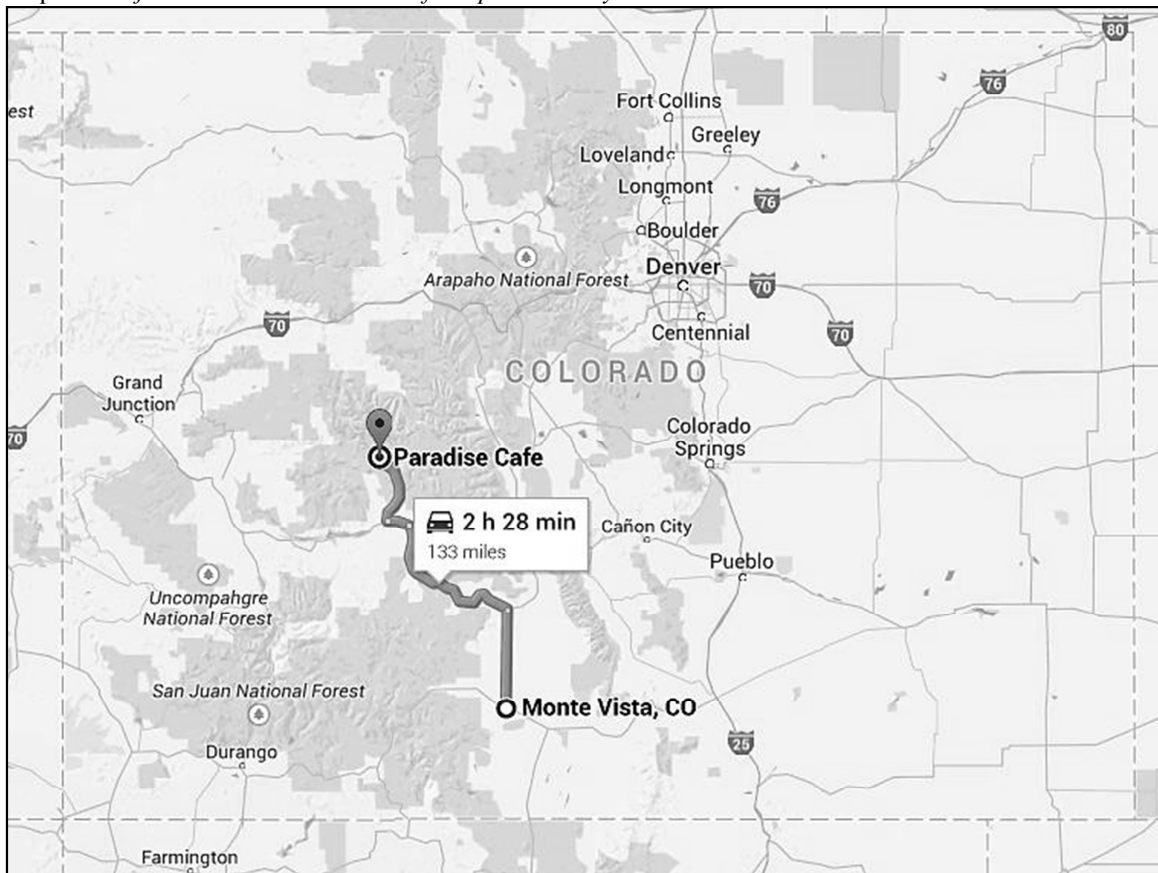 80
76
est
Fort Collins
Greeley
Loveland
Longmont
76
Boulder
Denver
Arapaho National Forest
70
70
Centennial
70
COLORADO
Grand
Junction
70
Colorado
Springs
Paradise Cafe
2 h 28 min
133 miles
Cañon City
Pueblo
Uncompahgre
National Forest
San Juan National Forest
Monte Vista, CO
25
Durango
Farmington